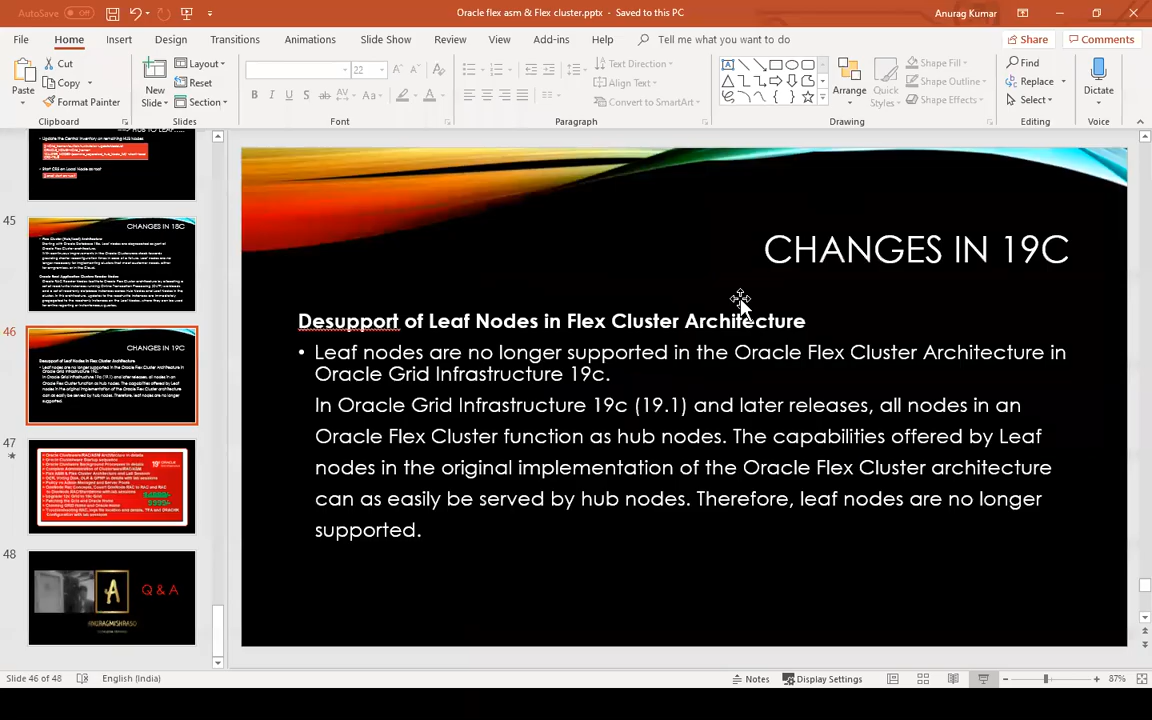 AutoSave Off
Oracle flex asm & Flex cluster.pptx - Saved to this PC
Anurag Kumar
File Home Insert Design Transitions Animations Slide Show Review View Add-ins Help Tell me what you want to do
Share Comments
Paste
Cut
Copy
Format Painter
Clipboard
New Slide
Layout
Reset
Section
Slides
22
Font
Text Direction
Align Text
Convert to SmartArt
Paragraph
Arrange
Quick Styles
Shape Fill
Shape Outline
Shape Effects
Drawing
Find
Replace
Select
Editing
Dictate
Voice
45
CHANGES IN 18C
46
CHANGES IN 19C
47
48
Q & A
CHANGES IN 19C
Desupport of Leaf Nodes in Flex Cluster Architecture
• Leaf nodes are no longer supported in the Oracle Flex Cluster Architecture in
Oracle Grid Infrastructure 19c.
In Oracle Grid Infrastructure 19c (19.1) and later releases, all nodes in an
Oracle Flex Cluster function as hub nodes. The capabilities offered by Leaf
nodes in the original implementation of the Oracle Flex Cluster architecture
can as easily be served by hub nodes. Therefore, leaf nodes are no longer
supported.
Slide 46 of 48
English (India)
Notes
Display Settings
87%